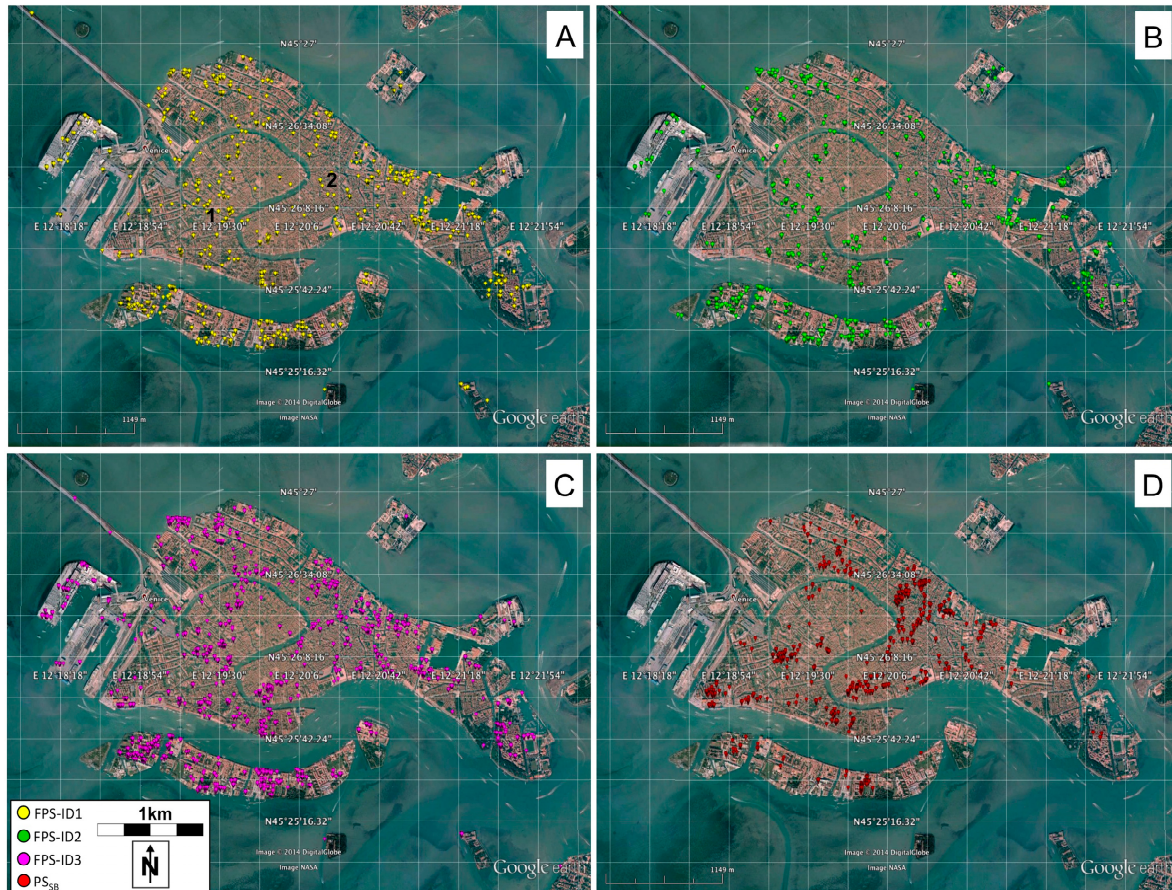 A
N45°27'
N45°26'34.08"
Venice
2
1
N45°26'8.16"
E 12°18'18" E 12°18'54" E 12°19'30" E 12°20'6" E 12°20'42" E 12°21'18" E 12°21'54"
N45°25'42.24"
N45°25'16.32"
Image © 2014 DigitalGlobe
Image NASA
1149 m
Google earth
B
N45°27'
N45°26'34.08"
Venice
N45°26'8.16"
E 12°18'18" E 12°18'54" E 12°19'30" E 12°20'6" E 12°20'42" E 12°21'18" E 12°21'54"
N45°25'42.24"
N45°25'16.32"
Image © 2014 DigitalGlobe
Image NASA
1149 m
Google earth
C
N45°27'
N45°26'34.08"
Venice
N45°26'8.16"
E 12°18'18" E 12°18'54" E 12°19'30" E 12°20'6" E 12°20'42" E 12°21'18" E 12°21'54"
N45°25'42.24"
N45°25'16.32"
Image © 2014 DigitalGlobe
Image NASA
Google earth
FPS-ID1
FPS-ID2
FPS-ID3
PSSB
1km
N
D
N45°27'
N45°26'34.08"
Venice
N45°26'8.16"
E 12°18'18" E 12°18'54" E 12°19'30" E 12°20'6" E 12°20'42" E 12°21'18" E 12°21'54"
N45°25'42.24"
N45°25'16.32"
Image © 2014 DigitalGlobe
Image NASA
1149 m
Google earth